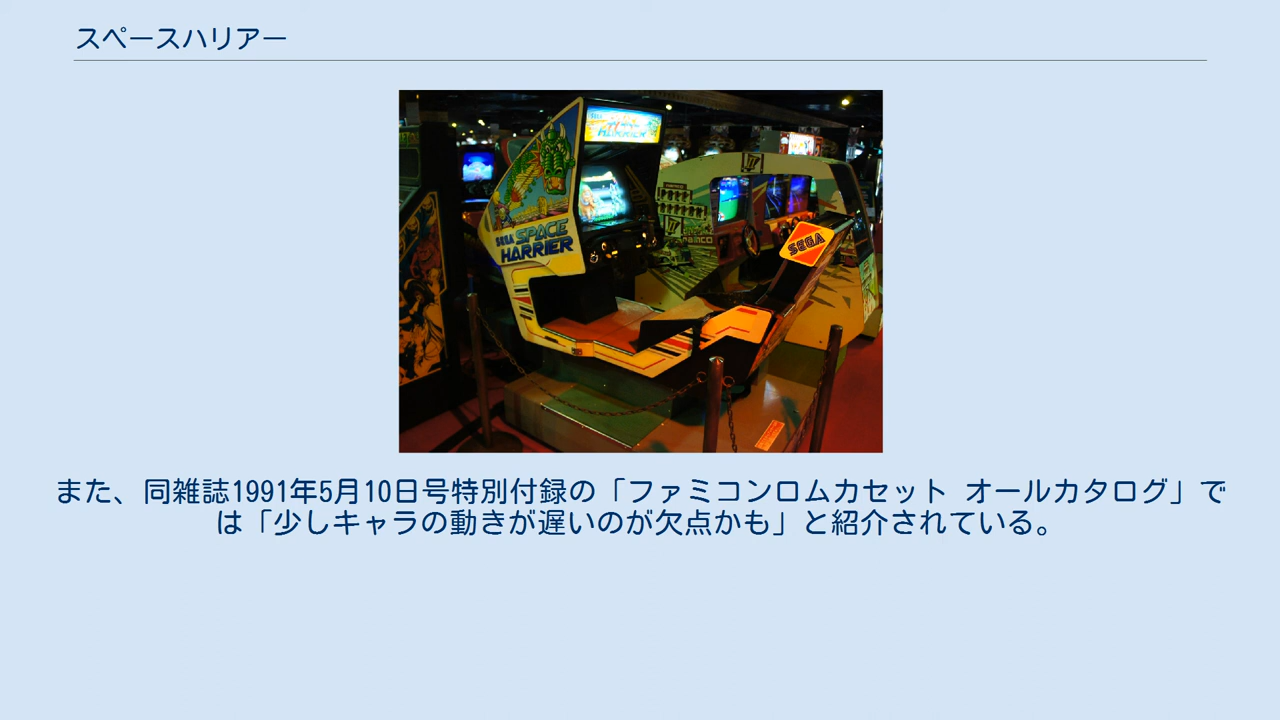 スペースハリアー
HARRIER
SEGA SPACE
HARRIER
SEGA
namco
また、同雑誌1991年5月10日号特別付録の「ファミコンロムカセット オールカタログ」で
は「少しキャラの動きが遅いのが欠点かも」と紹介されている。